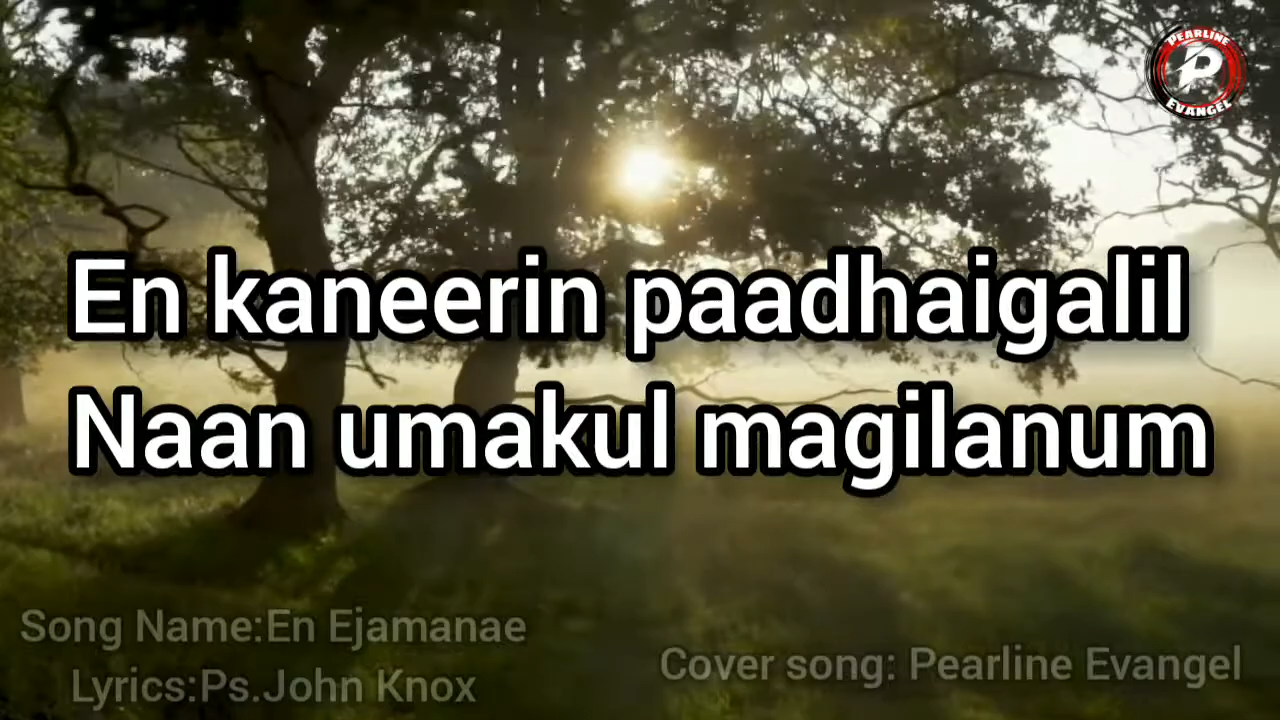 PEARLINE
P
EVANGEL
En kaneerin paadhaigalil
Naan umakul magilanum
Song Name:En Ejamanae
Lyrics:Ps.John Knox
Cover song: Pearline Evangel